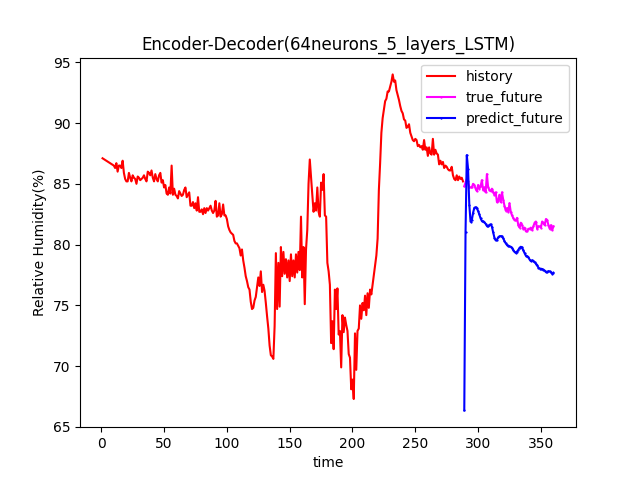 Encoder-Decoder(64neurons_5_layers_LSTM)
history
true_future
predict_future
Relative Humidity(%)
95
90
85
80
75
70
65
0 50 100 150 200 250 300 350
time